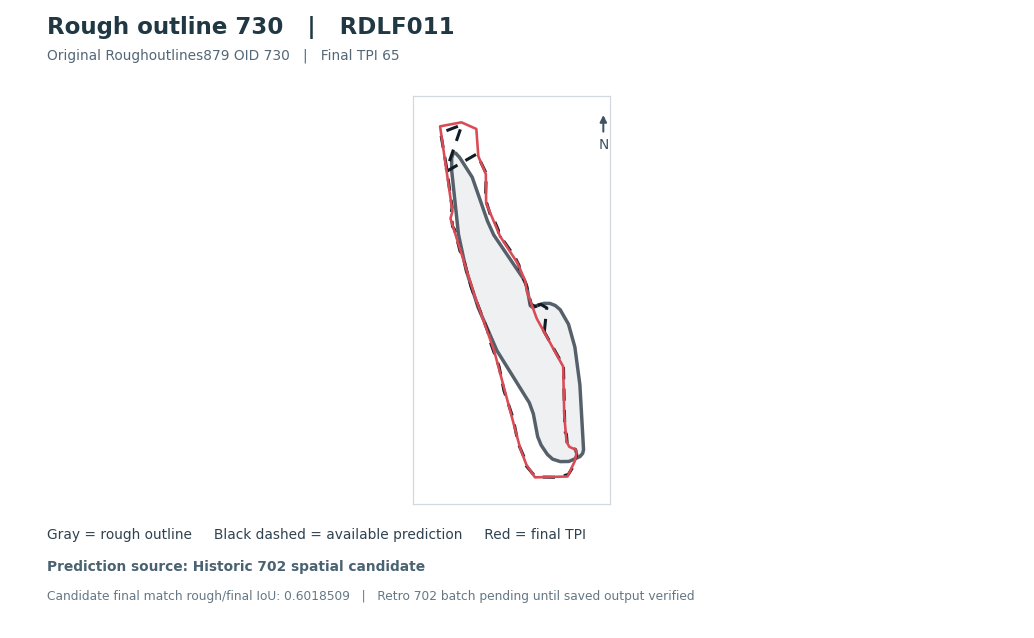 Rough outline 730   |   RDLF011
Original Roughoutlines879 OID 730   |   Final TPI 65
N
Gray = rough outline     Black dashed = available prediction     Red = final TPI
Prediction source: Historic 702 spatial candidate
Candidate final match rough/final IoU: 0.6018509   |   Retro 702 batch pending until saved output verified